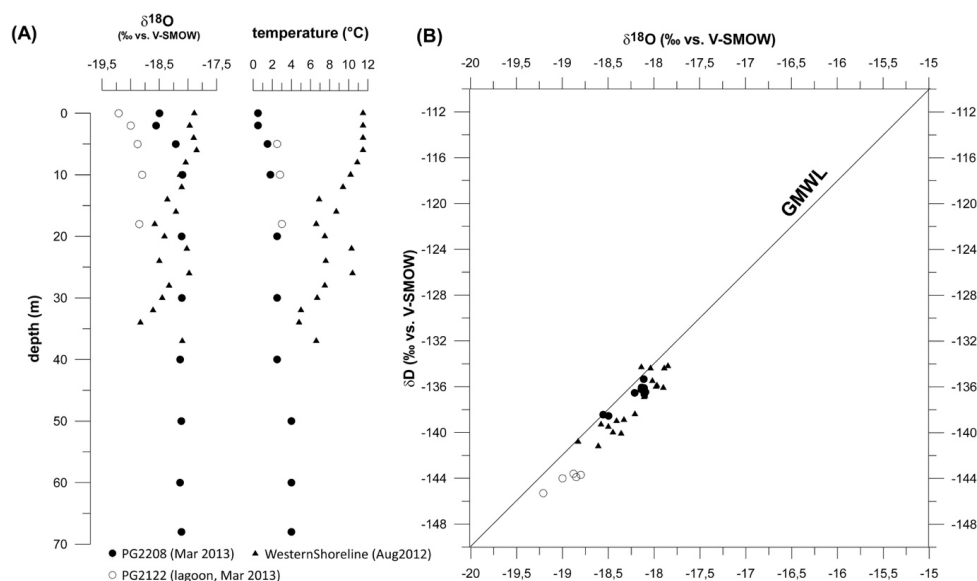 (A)
δ18O
(‰ vs. V-SMOW)
-19,5 -18,5 -17,5
temperature (°C)
0 2 4 6 8 10 12
depth (m)
0
10
20
30
40
50
60
70
PG2208 (Mar 2013)
WesternShoreline (Aug2012)
PG2122 (lagoon, Mar 2013)
(B)
δ18O (‰ vs. V-SMOW)
-20 -19,5 -19 -18,5 -18 -17,5 -17 -16,5 -16 -15,5 -15
δD (‰ vs. V-SMOW)
-112 -112
-116 -116
-120 -120
-124 -124
-128 -128
-132 -132
-136 -136
-140 -140
-144 -144
-148 -148
GMWL
-20 -19,5 -19 -18,5 -18 -17,5 -17 -16,5 -16 -15,5 -15